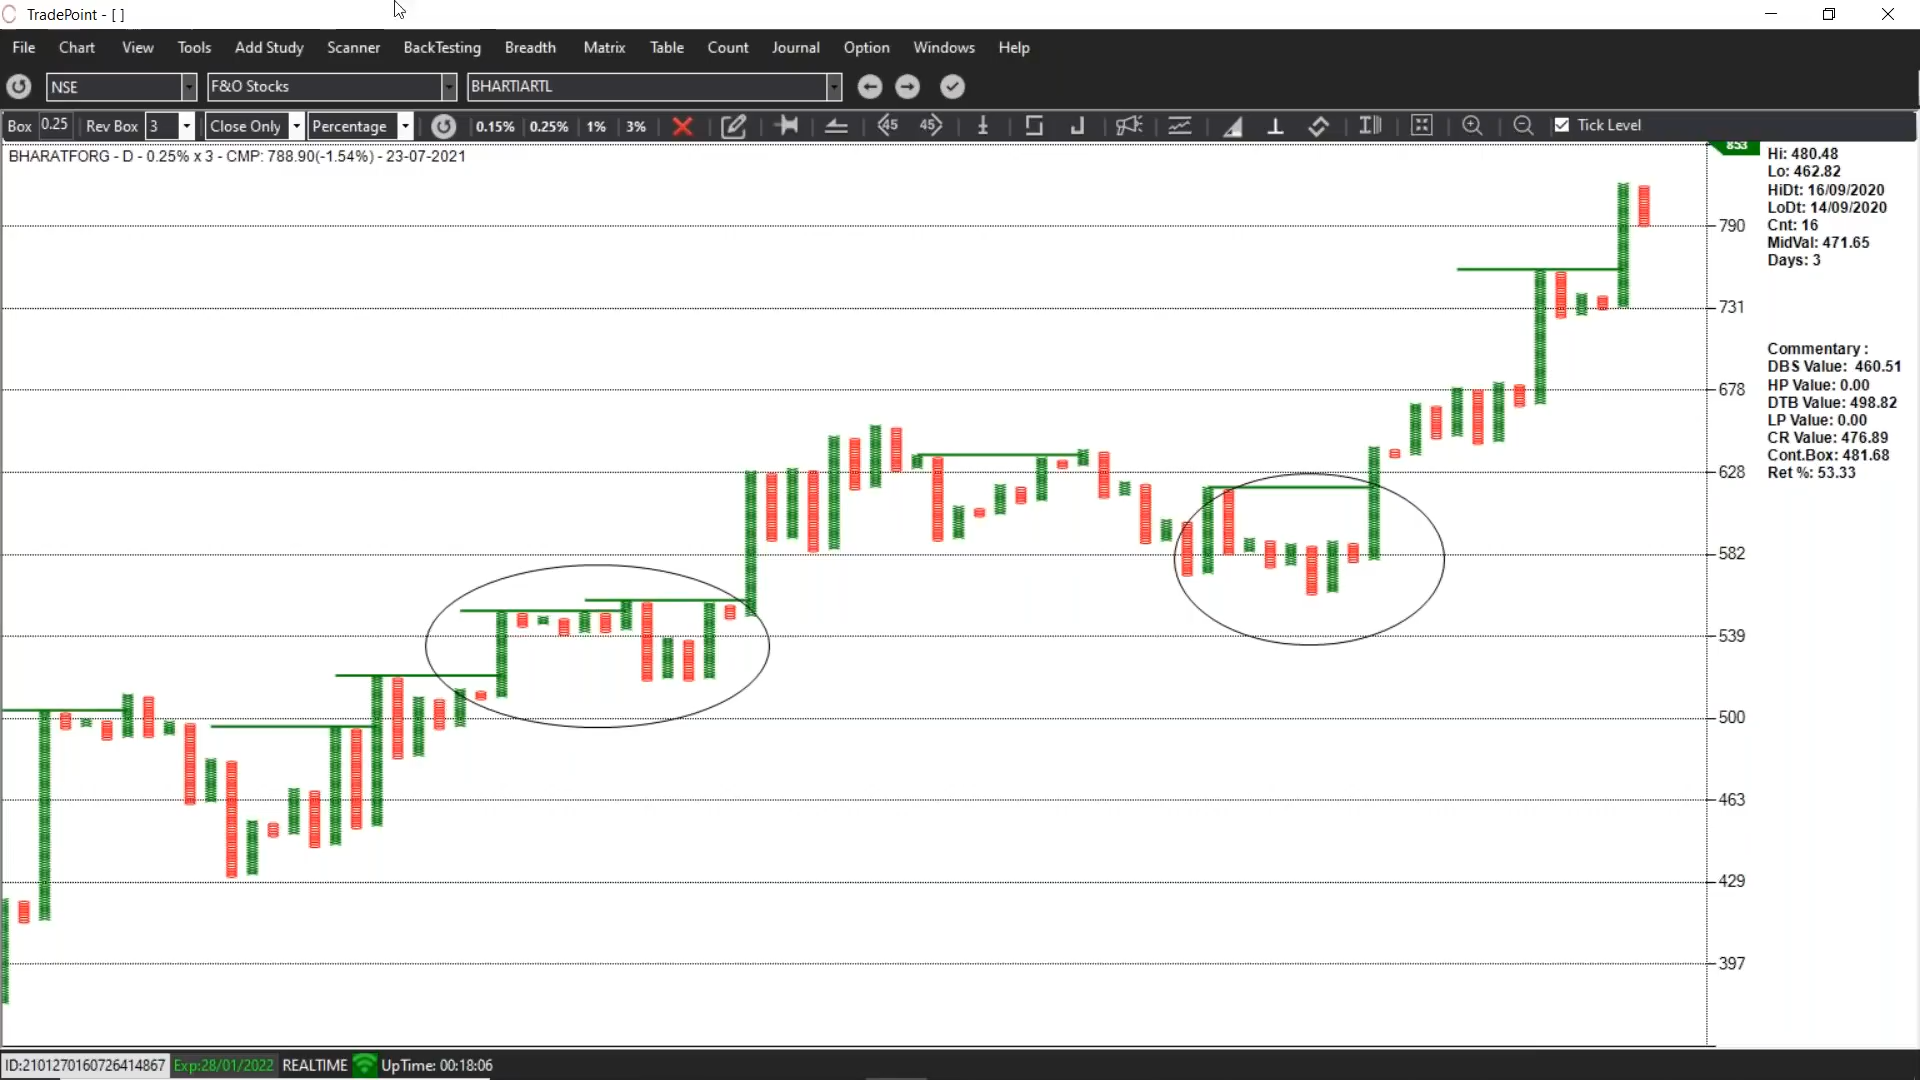 TradePoint - [ ]
File Chart View Tools Add Study Scanner BackTesting Breadth Matrix Table Count Journal Option Windows Help
NSE F&O Stocks BHARTIARTL
Box 0.25 Rev Box 3 Close Only Percentage 0.15% 0.25% 1% 3% 45 45 Tick Level
BHARATFORG - D - 0.25% x 3 - CMP: 788.90(-1.54%) - 23-07-2021
853
790
731
678
628
582
539
500
463
429
397
Hi: 480.48
Lo: 462.82
HiDt: 16/09/2020
LoDt: 14/09/2020
Cnt: 16
MidVal: 471.65
Days: 3
Commentary :
DBS Value: 460.51
HP Value: 0.00
DTB Value: 498.82
LP Value: 0.00
CR Value: 476.89
Cont.Box: 481.68
Ret %: 53.33
ID:2101270160726414867 Exp:28/01/2022 REALTIME UpTime: 00:18:06